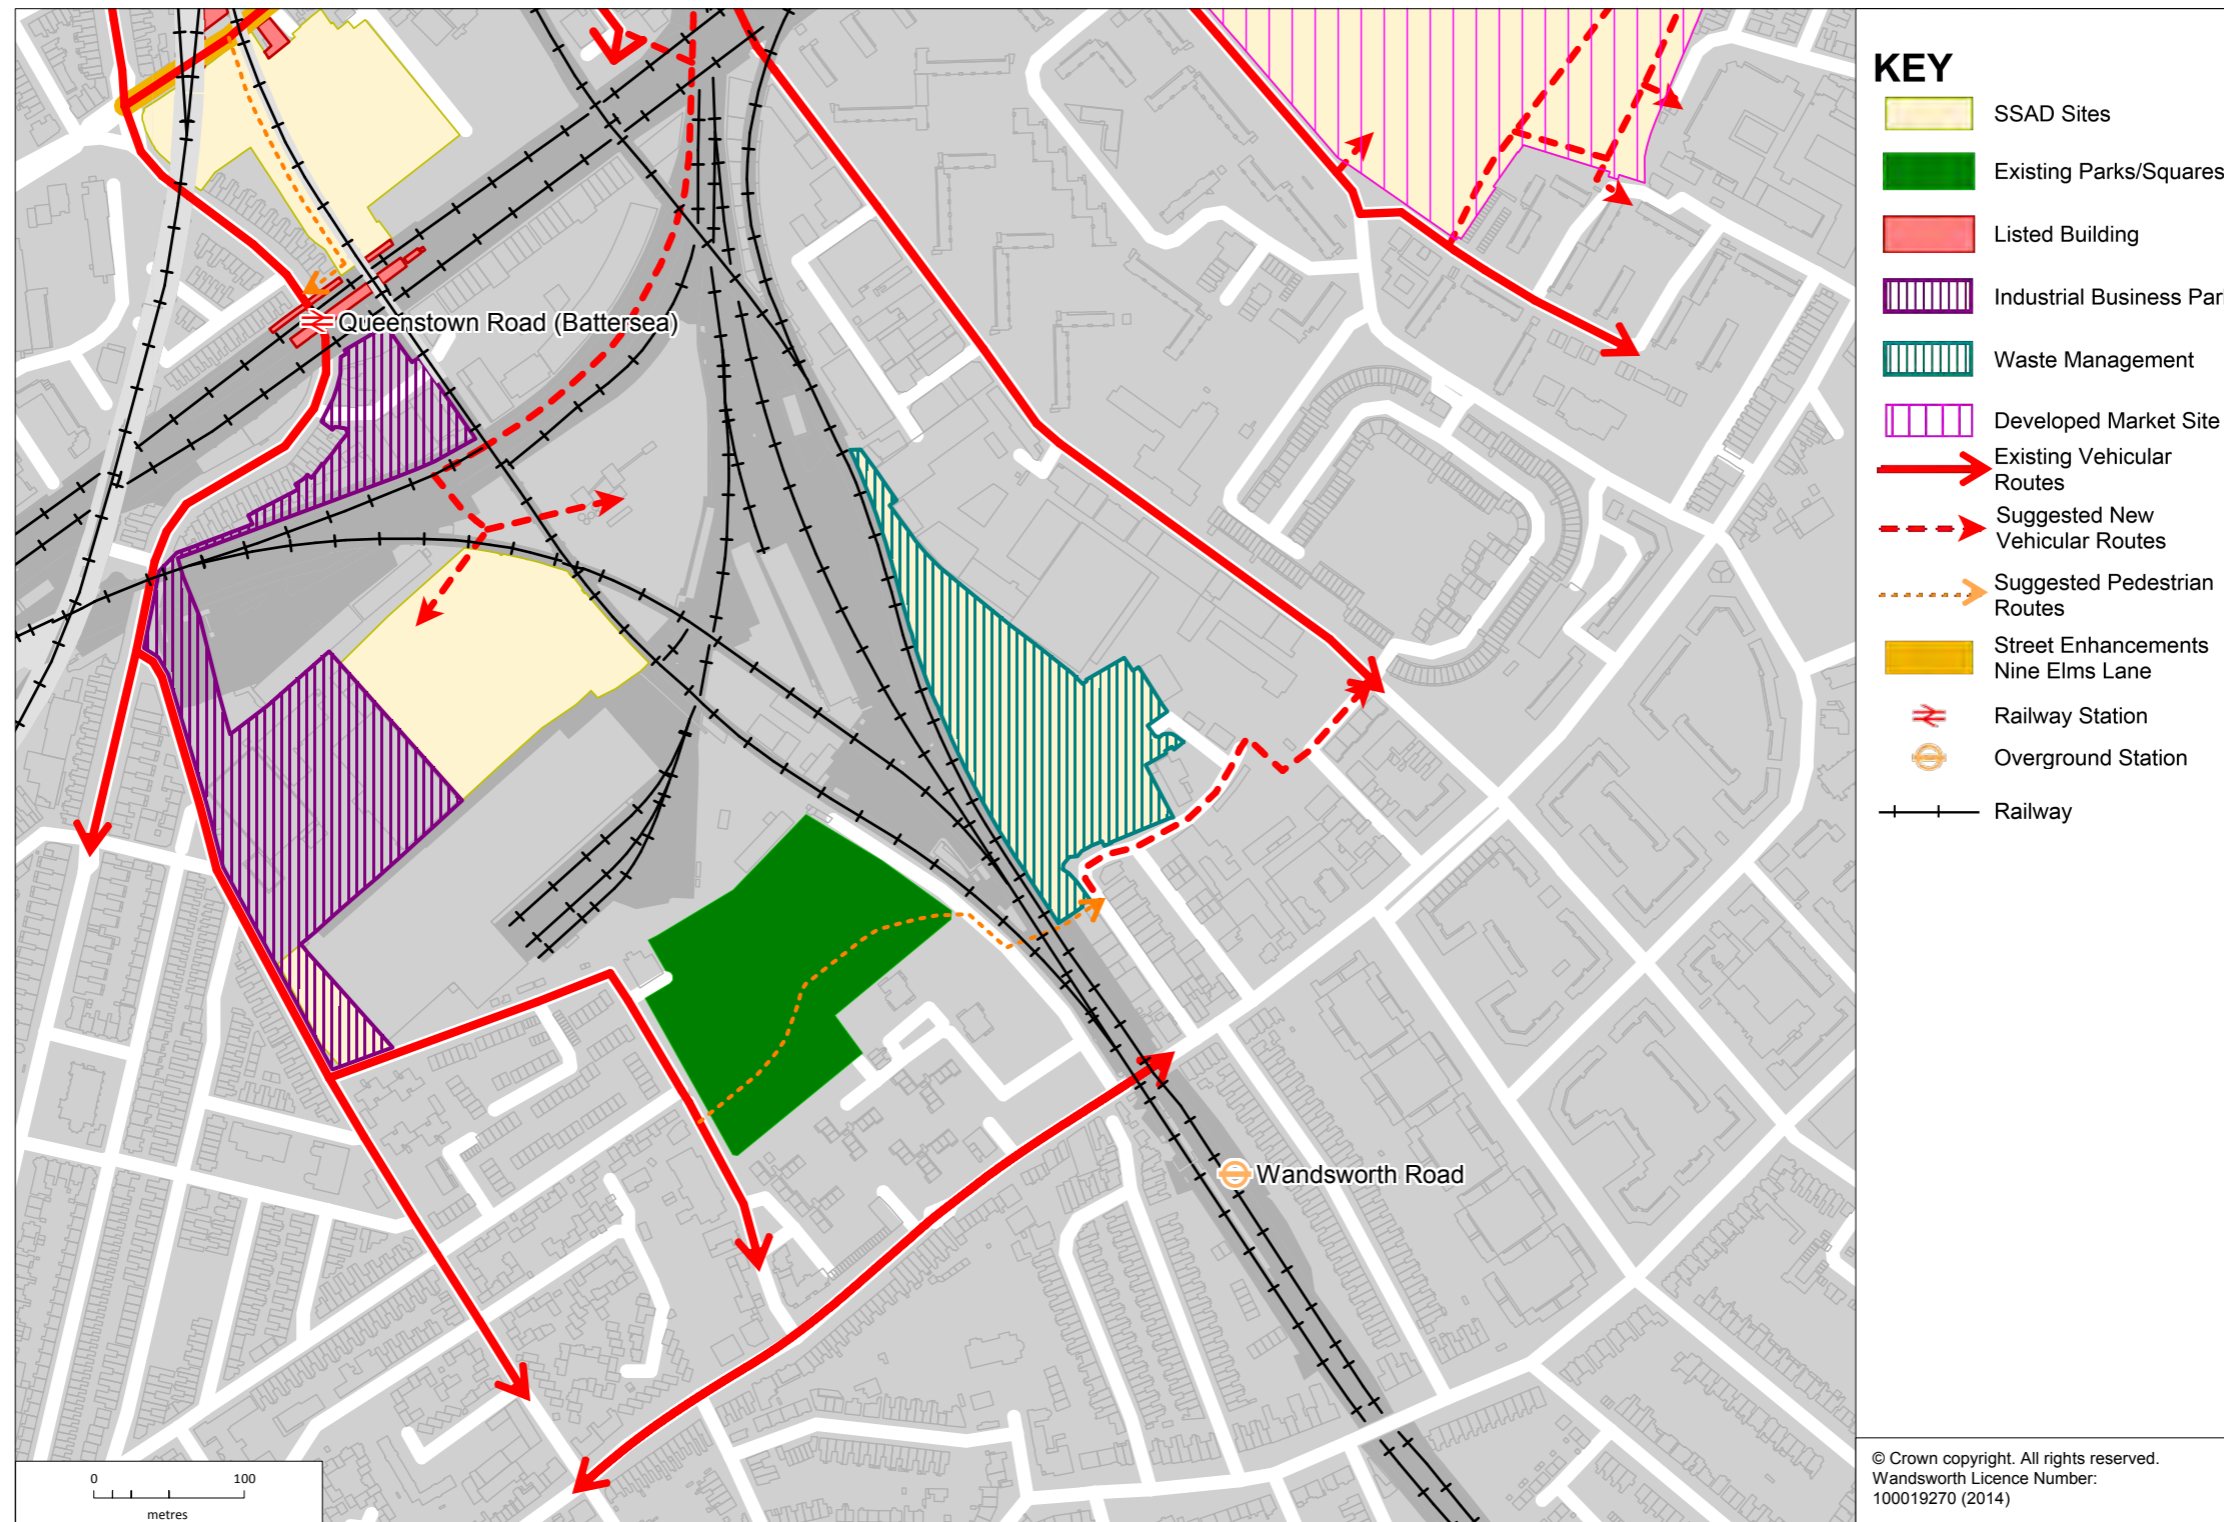 KEY
SSAD Sites
Existing Parks/Squares
Listed Building
Industrial Business Par
Waste Management
Developed Market Site
Existing Vehicular
Routes
Suggested New
Vehicular Routes
Suggested Pedestrian
Routes
Street Enhancements
Nine Elms Lane
Railway Station
Overground Station
Railway
Queenstown Road (Battersea)
Wandsworth Road
0 100
metres
© Crown copyright. All rights reserved.
Wandsworth Licence Number:
100019270 (2014)